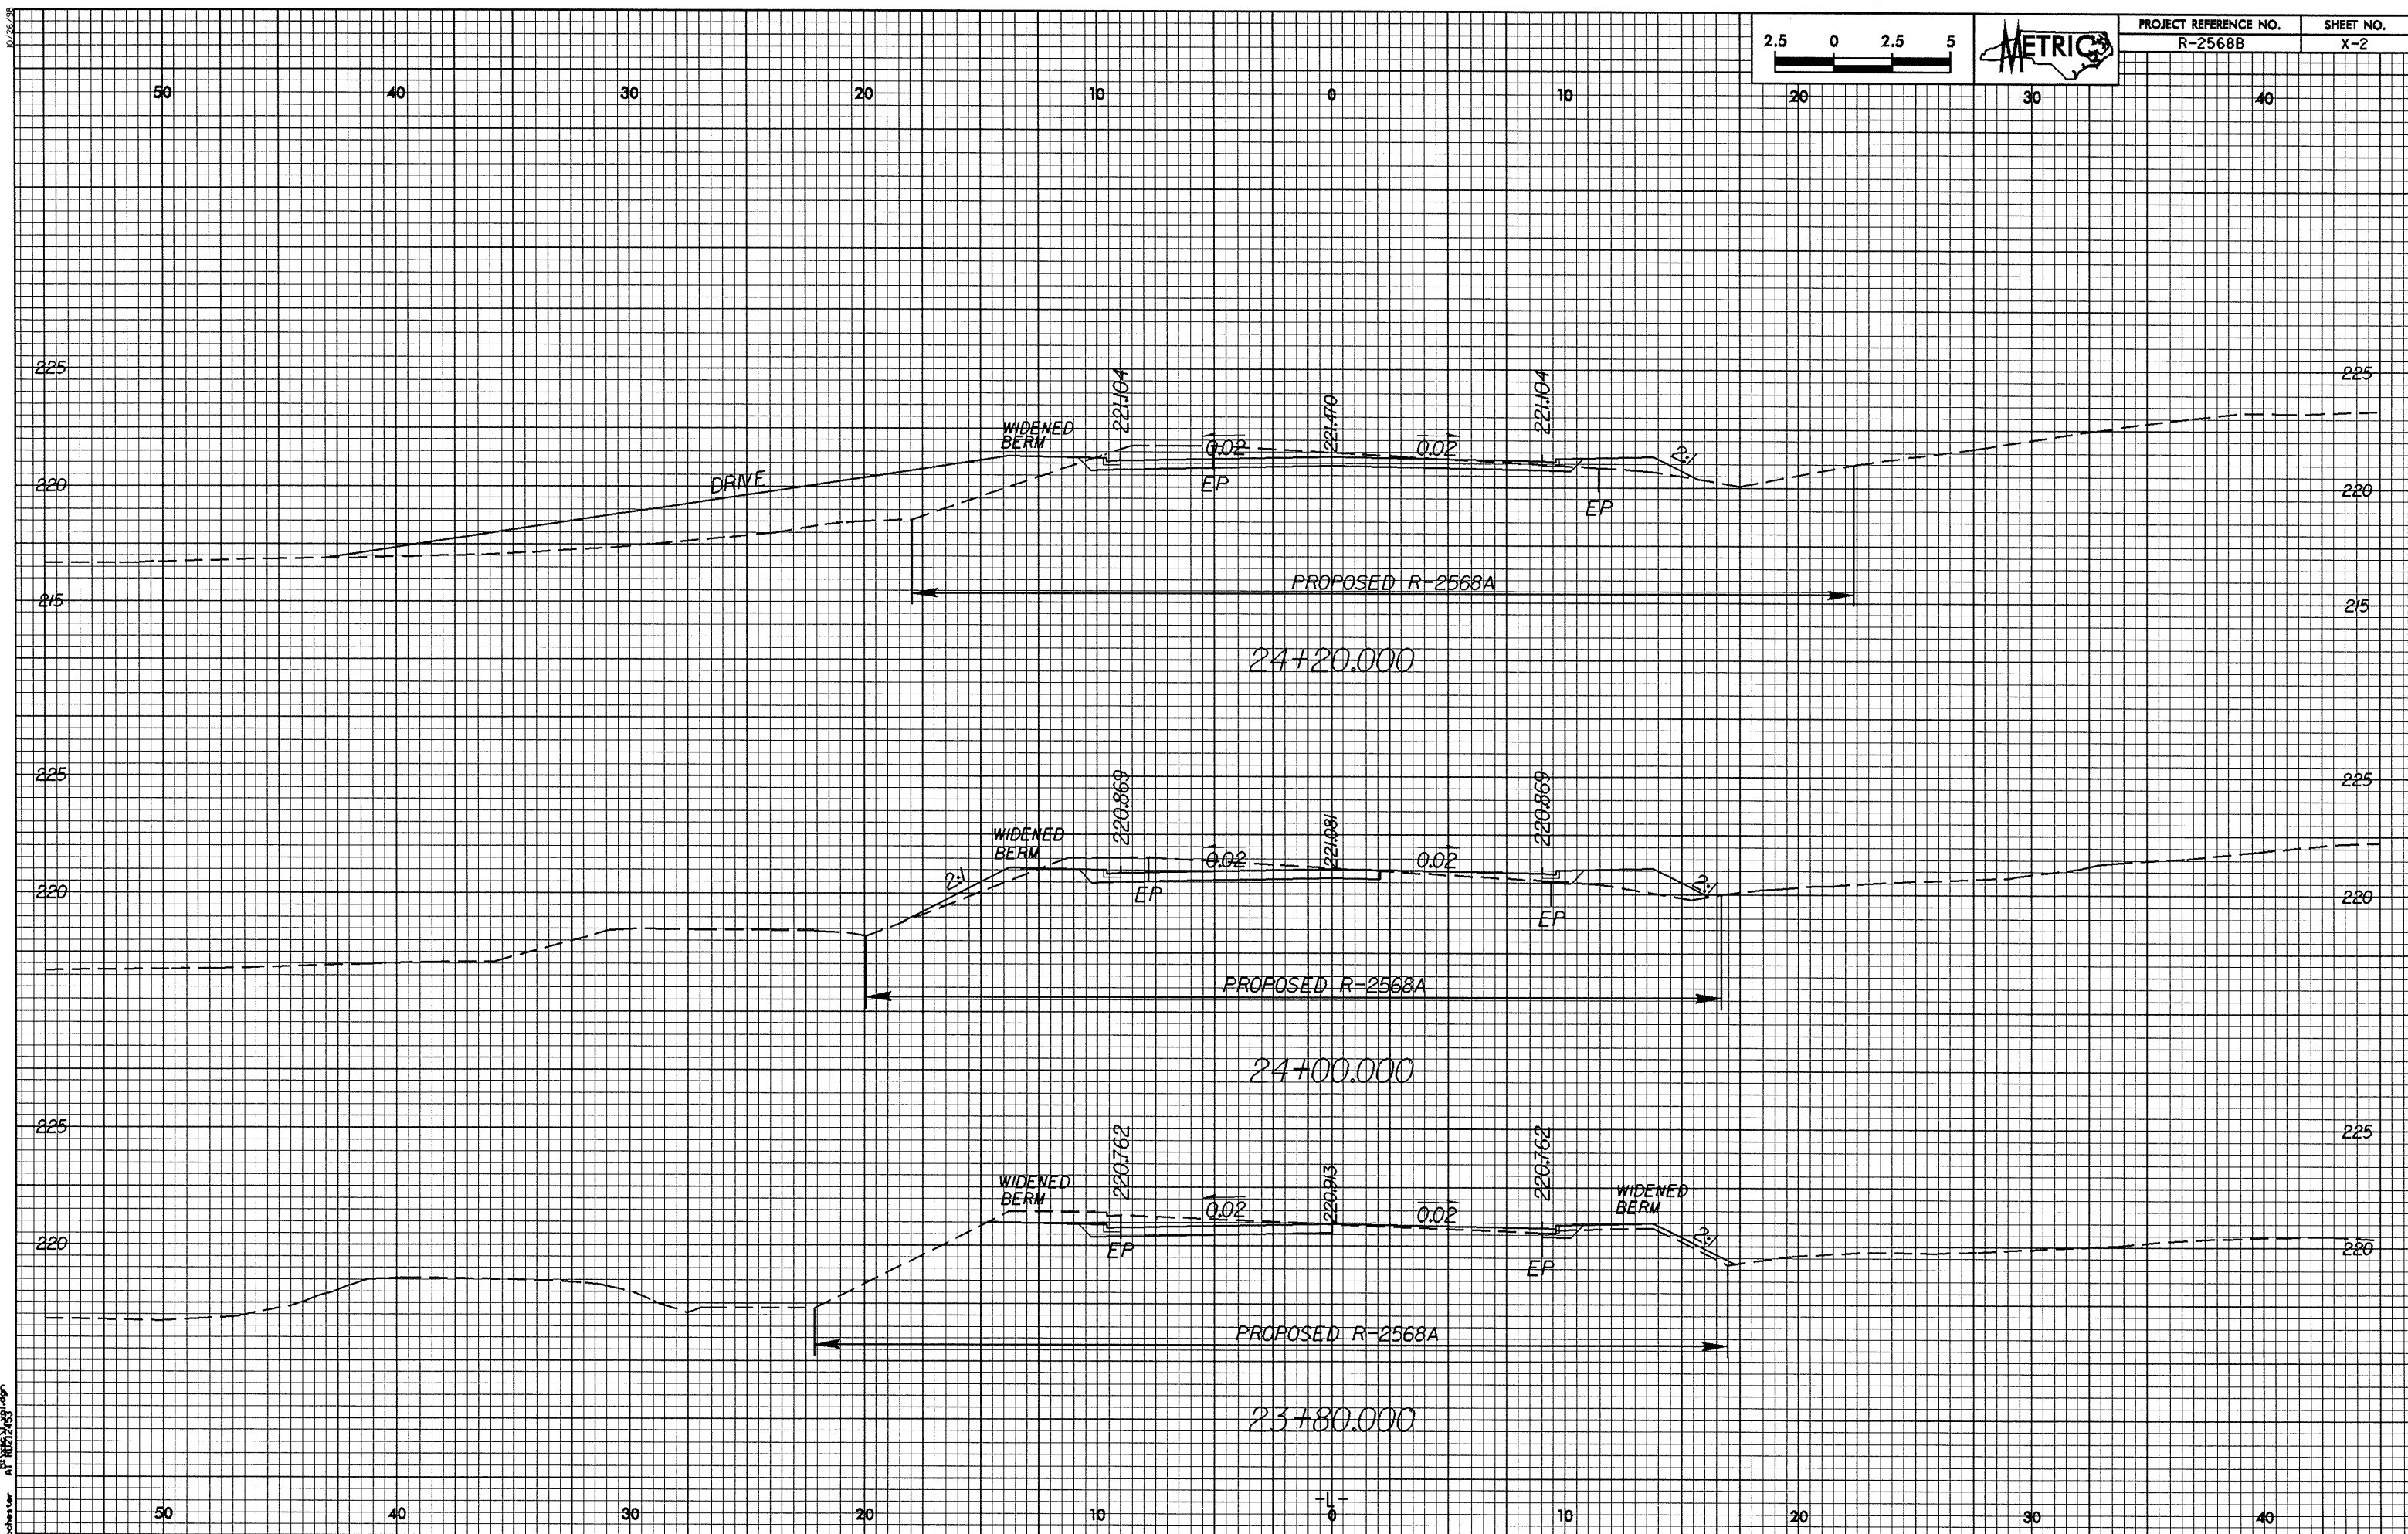 10/26/98
2.5 0 2.5 5
METRIC
PROJECT REFERENCE NO. SHEET NO.
R-2568B X-2
50 40 30 20 10 0 10 20 30 40
225 225
221.104 221.470 221.104
WIDENED
BERM
0.02 0.02
2:1
DRIVE
EP
EP
220 220
PROPOSED R-2568A
215 215
24+20.000
225 225
220.869 221.081 220.869
WIDENED
BERM
0.02 0.02
2:1 2:1
EP
EP
220 220
PROPOSED R-2568A
24+00.000
225 225
220.762 220.913 220.762
WIDENED
BERM
WIDENED
BERM
0.02 0.02
2:1
EP
EP
220 220
PROPOSED R-2568A
23+80.000
-L-
50 40 30 20 10 0 10 20 30 40